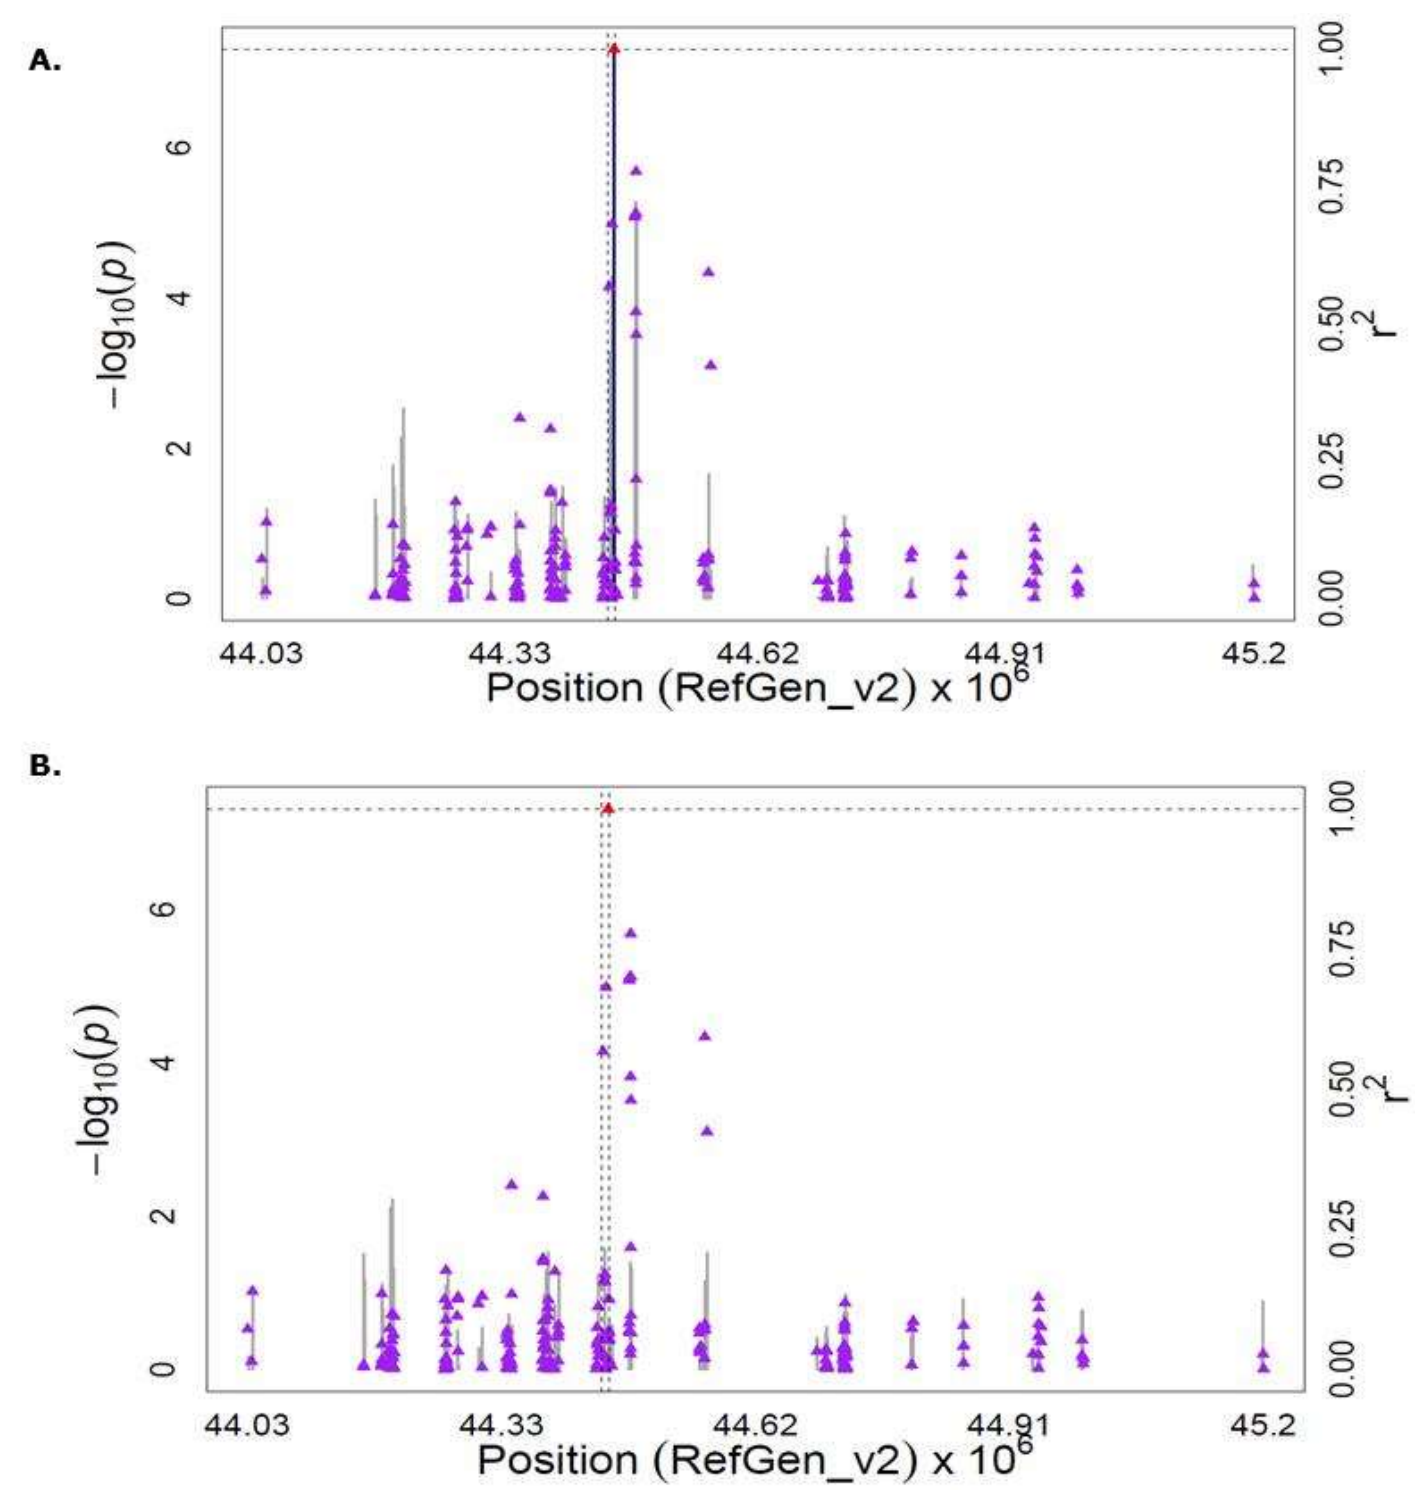 A.
1.00
0.75
0.50
0.25
0.00
r²
6
4
2
0
−log₁₀(p)
44.03 44.33 44.62 44.91 45.2
Position (RefGen_v2) x 10⁶
B.
1.00
0.75
0.50
0.25
0.00
r²
6
4
2
0
−log₁₀(p)
44.03 44.33 44.62 44.91 45.2
Position (RefGen_v2) x 10⁶